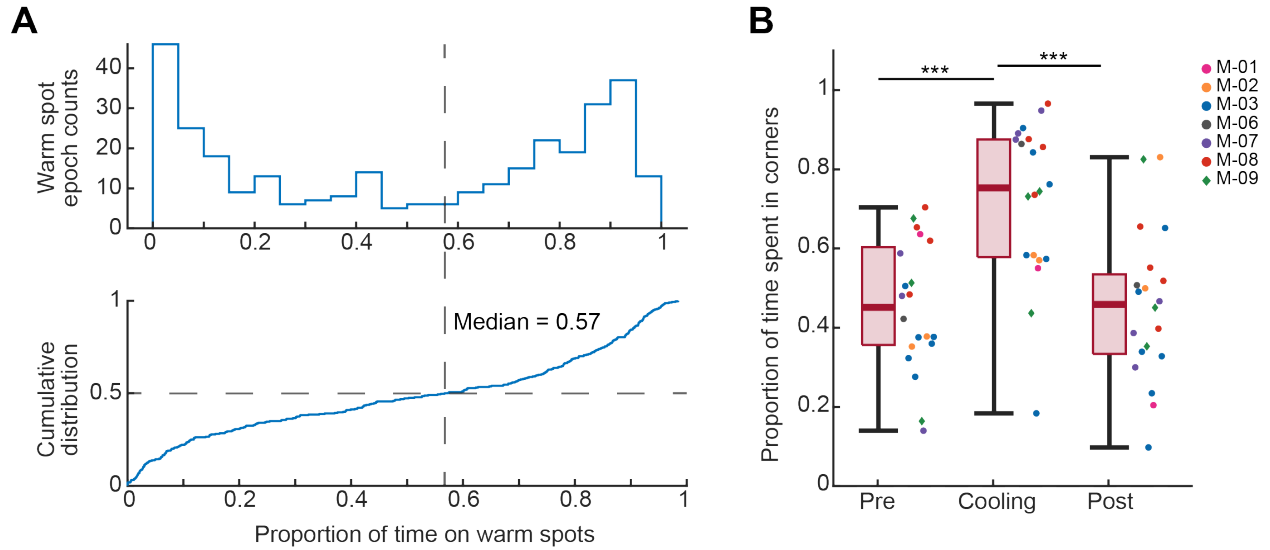 A
Warm spot
epoch counts
40
30
20
10
0
0 0.2 0.4 0.6 0.8 1
Cumulative
distribution
1
0.5
0
Median = 0.57
0 0.2 0.4 0.6 0.8 1
Proportion of time on warm spots
B
Proportion of time spent in corners
1
0.8
0.6
0.4
0.2
0
***
***
Pre Cooling Post
M-01
M-02
M-03
M-06
M-07
M-08
M-09